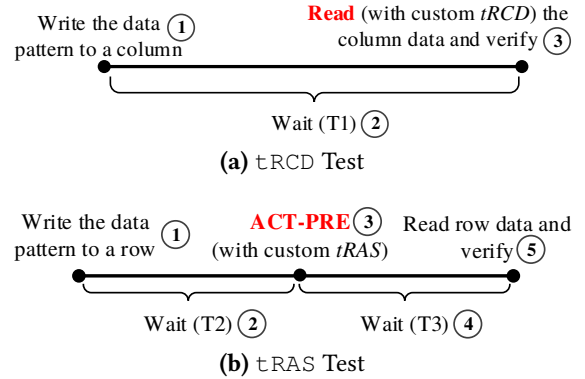 Write the data ① Read (with custom tRCD) the
pattern to a column column data and verify ③
Wait (T1) ②
(a) tRCD Test
Write the data ① ACT-PRE ③ Read row data and
pattern to a row (with custom tRAS) verify ⑤
Wait (T2) ② Wait (T3) ④
(b) tRAS Test